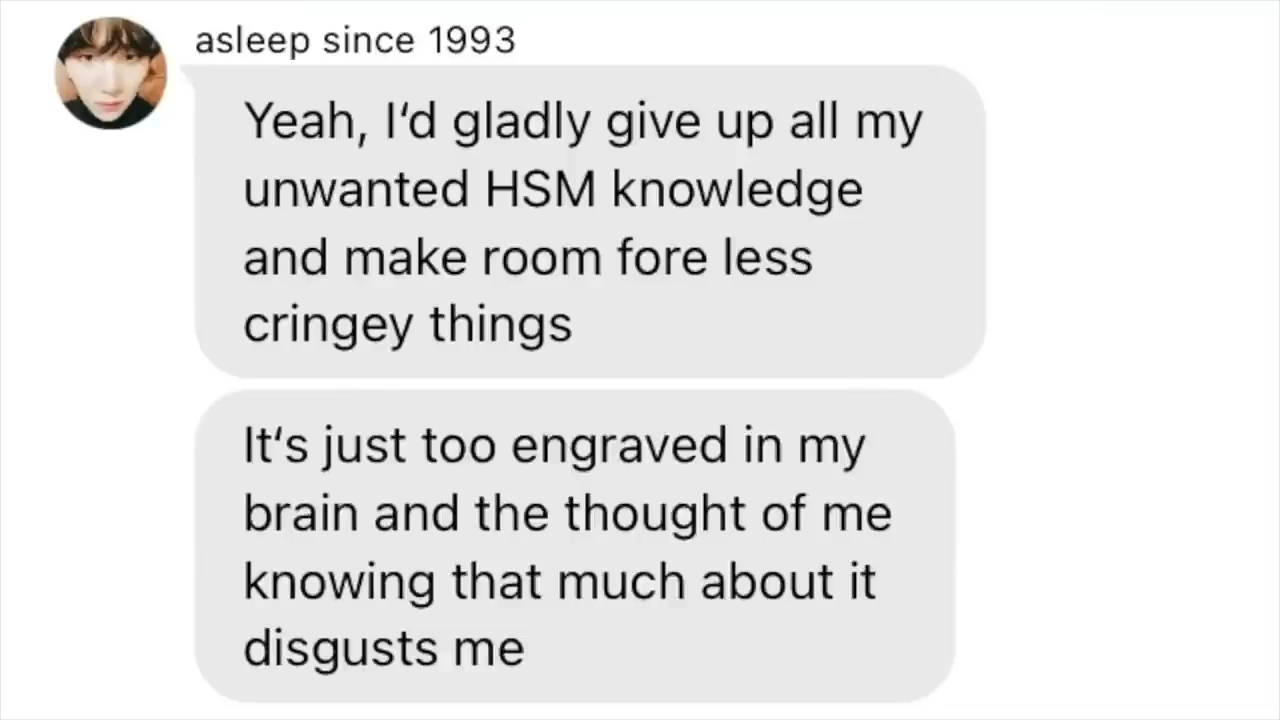 asleep since 1993
Yeah, I‘d gladly give up all my
unwanted HSM knowledge
and make room fore less
cringey things
It‘s just too engraved in my
brain and the thought of me
knowing that much about it
disgusts me